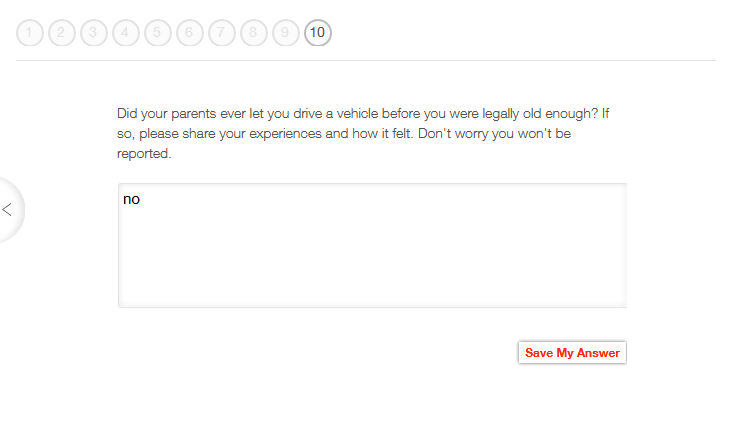 1 2 3 4 5 6 7 8 9 10
Did your parents ever let you drive a vehicle before you were legally old enough? If
so, please share your experiences and how it felt. Don't worry you won't be
reported.
no
Save My Answer